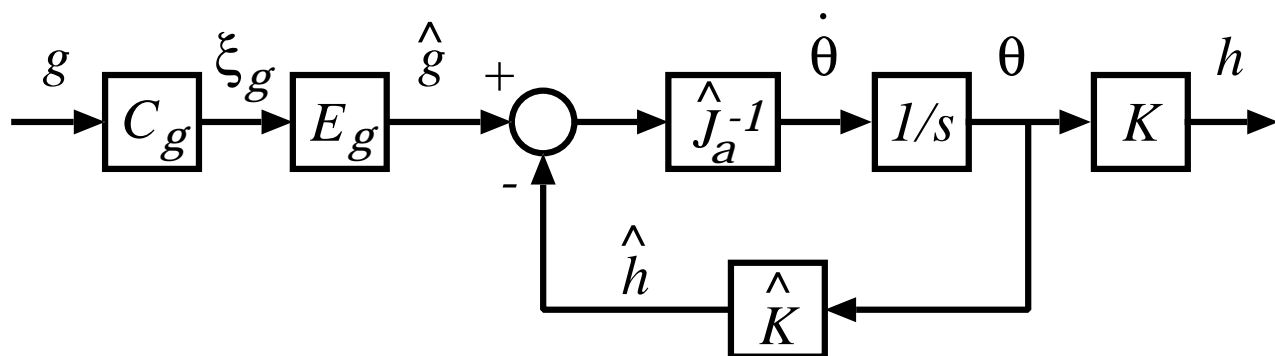 g
C_g
ξ_g
E_g
ĝ
+
-
Ĵ_a^-1
θ̇
1/s
θ
K
h
ĥ
K̂